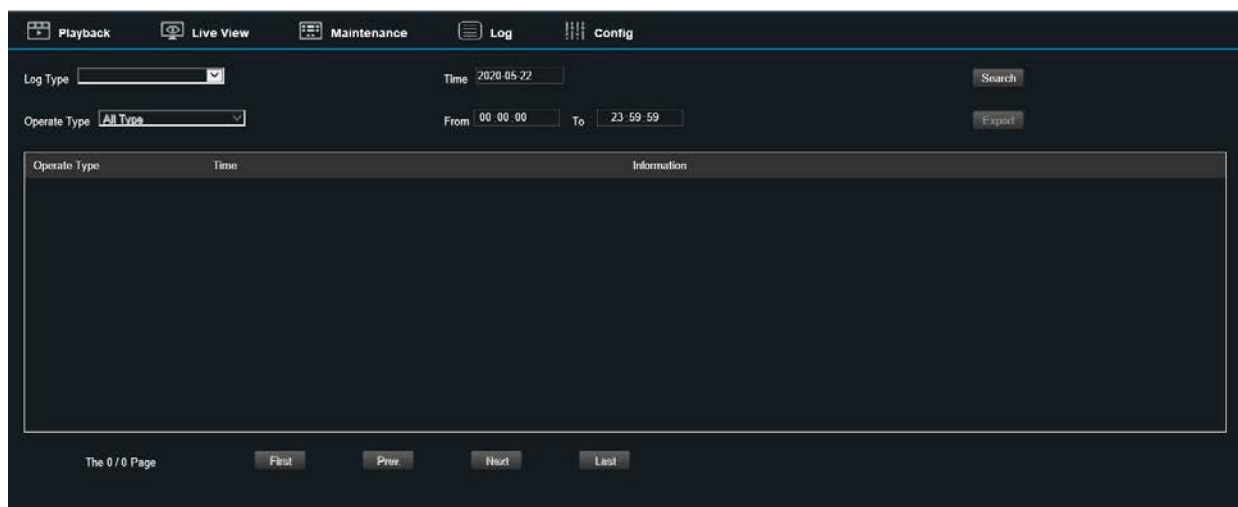 Playback Live View Maintenance Log Config
Log Type Time 2020-05-22 Search
Operate Type All Type From 00:00:00 To 23:59:59 Export
Operate Type Time Information
The 0 / 0 Page First Prev. Next Last